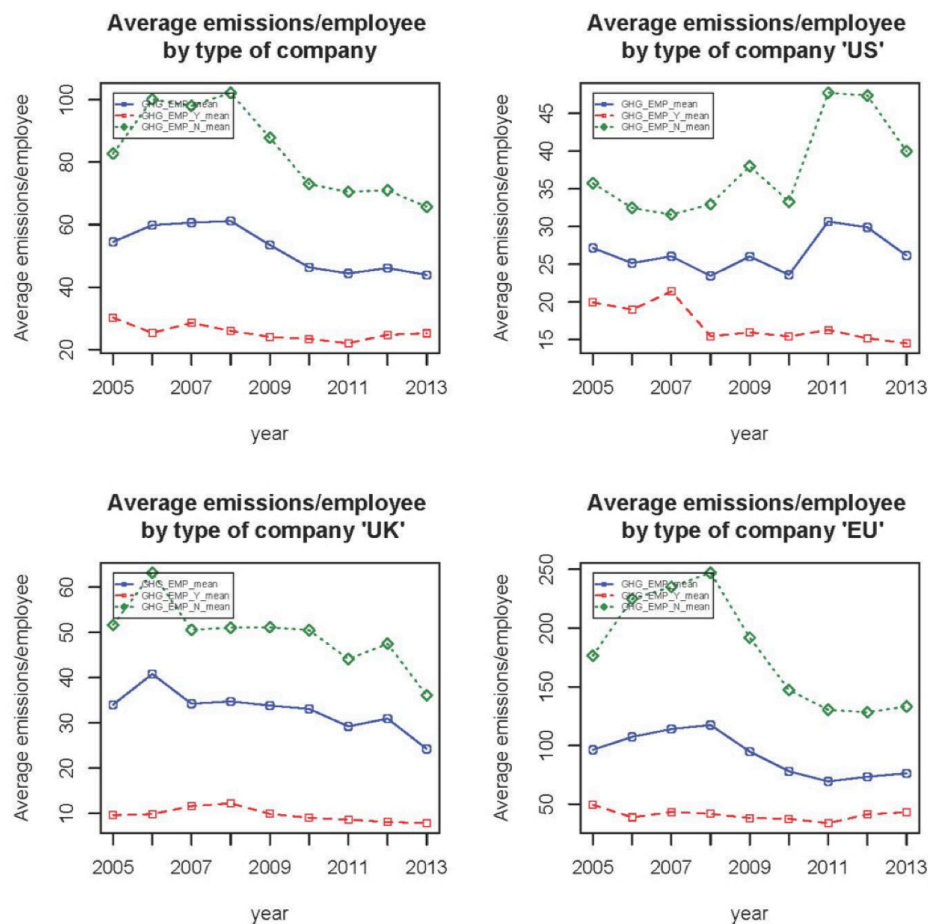 Average emissions/employee
by type of company
Average emissions/employee
100
80
60
40
20
GHG_EMP_mean
GHG_EMP_Y_mean
GHG_EMP_N_mean
2005 2007 2009 2011 2013
year
Average emissions/employee
by type of company 'US'
Average emissions/employee
45
40
35
30
25
20
15
GHG_EMP_mean
GHG_EMP_Y_mean
GHG_EMP_N_mean
2005 2007 2009 2011 2013
year
Average emissions/employee
by type of company 'UK'
Average emissions/employee
60
50
40
30
20
10
GHG_EMP_mean
GHG_EMP_Y_mean
GHG_EMP_N_mean
2005 2007 2009 2011 2013
year
Average emissions/employee
by type of company 'EU'
Average emissions/employee
250
200
150
100
50
GHG_EMP_mean
GHG_EMP_Y_mean
GHG_EMP_N_mean
2005 2007 2009 2011 2013
year